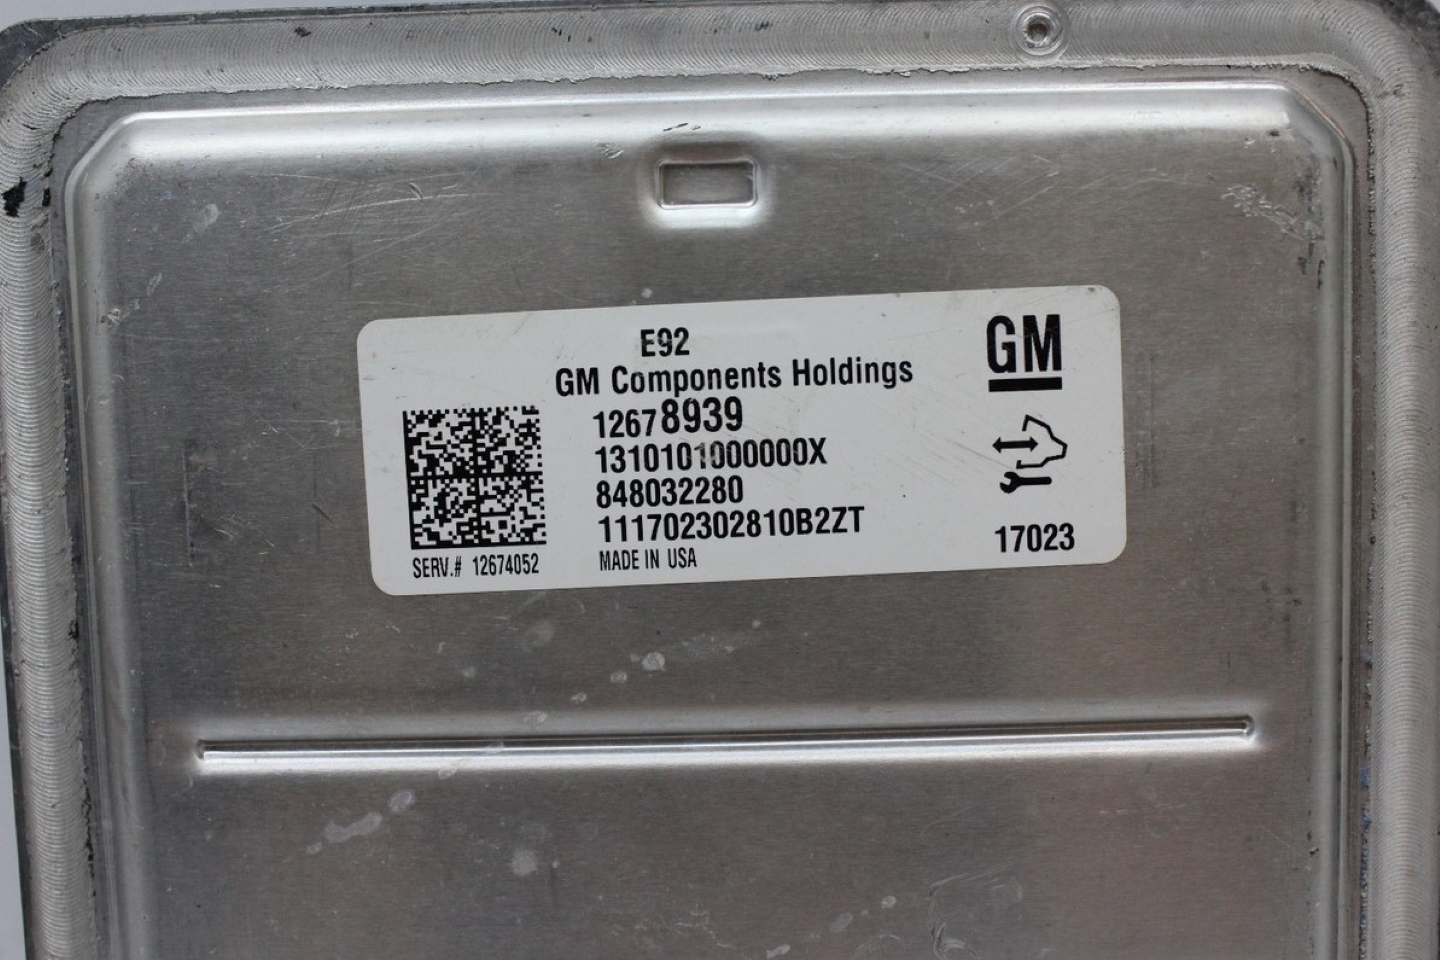 E92
GM Components Holdings
GM
12678939
1310101000000X
848032280
111702302810B2ZT
17023
SERV.# 12674052
MADE IN USA